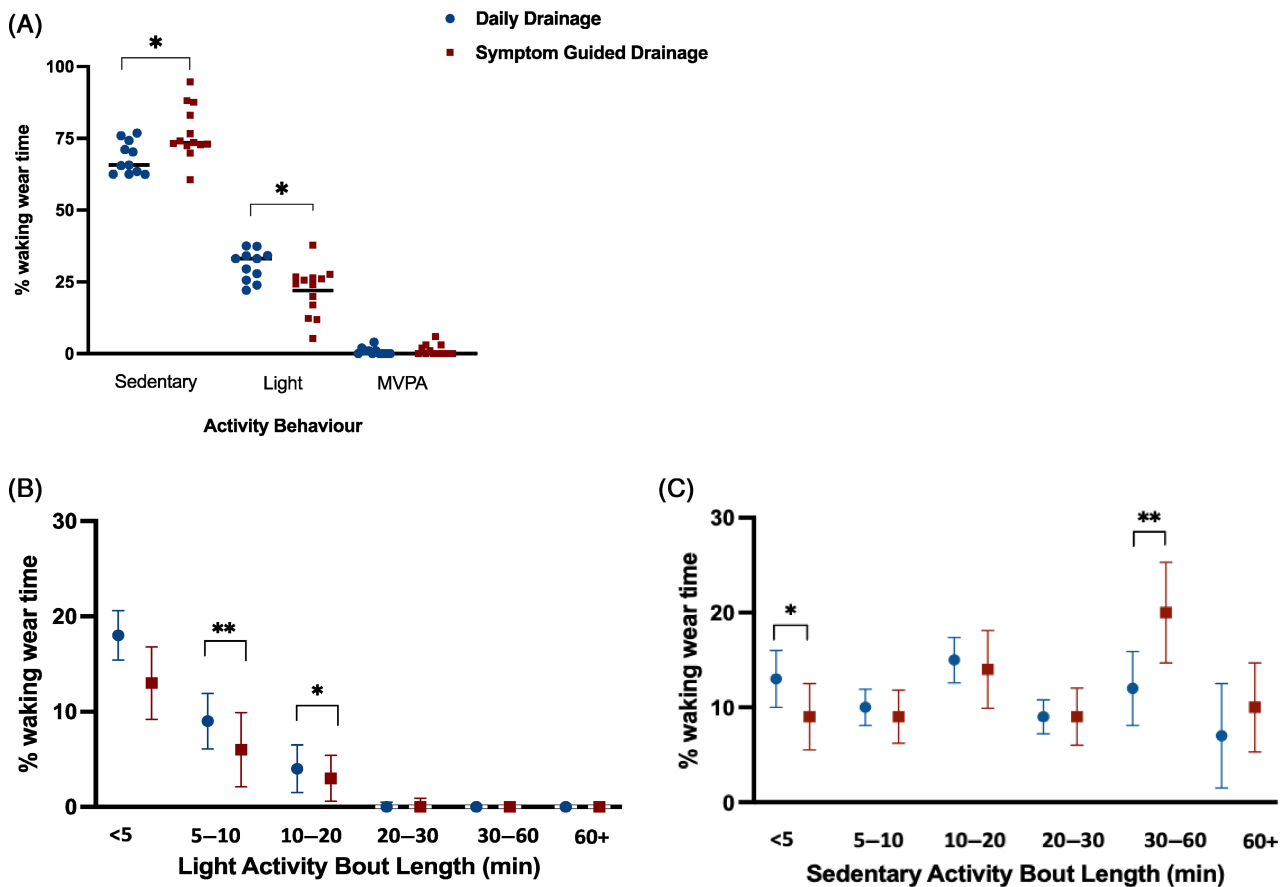 (A)
Daily Drainage
Symptom Guided Drainage
*
100
75
50
25
0
*
% waking wear time
Sedentary
Light
MVPA
Activity Behaviour
(B)
30
20
10
0
**
*
% waking wear time
<5
5–10
10–20
20–30
30–60
60+
Light Activity Bout Length (min)
(C)
30
20
10
0
*
**
% waking wear time
<5
5–10
10–20
20–30
30–60
60+
Sedentary Activity Bout Length (min)